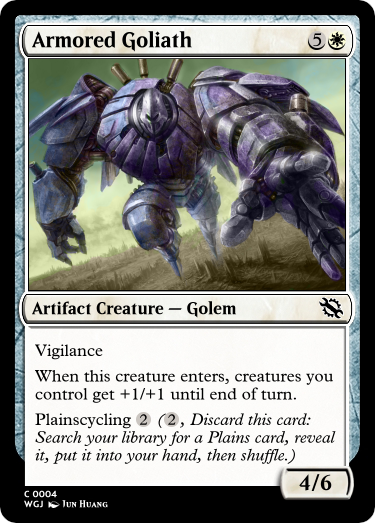 Armored Goliath 5
Artifact Creature — Golem
Vigilance
When this creature enters, creatures you
control get +1/+1 until end of turn.
Plainscycling 2 (2, Discard this card:
Search your library for a Plains card, reveal
it, put it into your hand, then shuffle.)
4/6
C 0004
WGJ Jun Huang